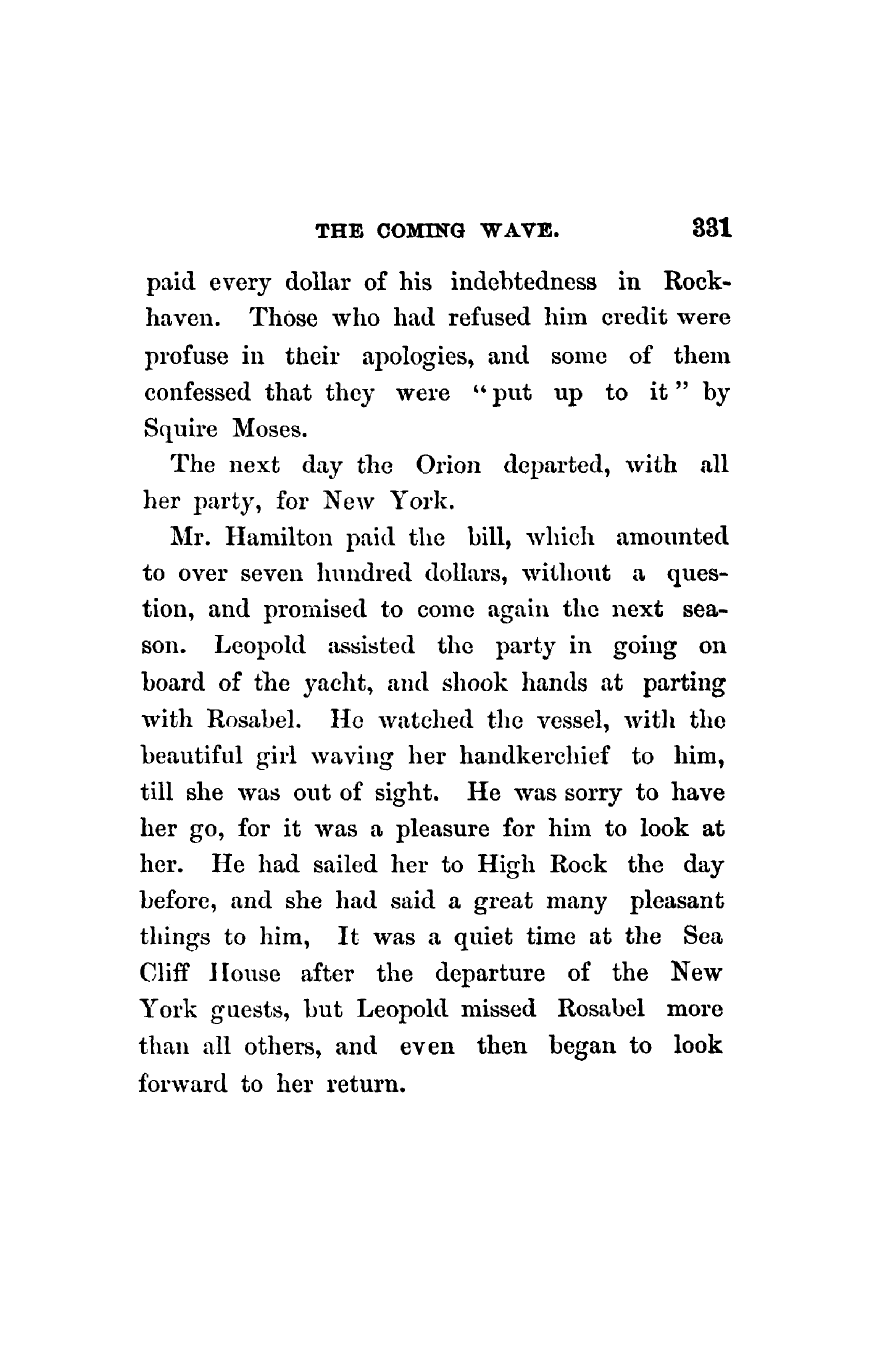 THE COMING WAVE. 331
paid every dollar of his indebtedness in Rock-
haven. Those who had refused him credit were
profuse in their apologies, and some of them
confessed that they were “put up to it” by
Squire Moses.
The next day the Orion departed, with all
her party, for New York.
Mr. Hamilton paid the bill, which amounted
to over seven hundred dollars, without a ques-
tion, and promised to come again the next sea-
son. Leopold assisted the party in going on
board of the yacht, and shook hands at parting
with Rosabel. He watched the vessel, with the
beautiful girl waving her handkerchief to him,
till she was out of sight. He was sorry to have
her go, for it was a pleasure for him to look at
her. He had sailed her to High Rock the day
before, and she had said a great many pleasant
things to him, It was a quiet time at the Sea
Cliff House after the departure of the New
York guests, but Leopold missed Rosabel more
than all others, and even then began to look
forward to her return.